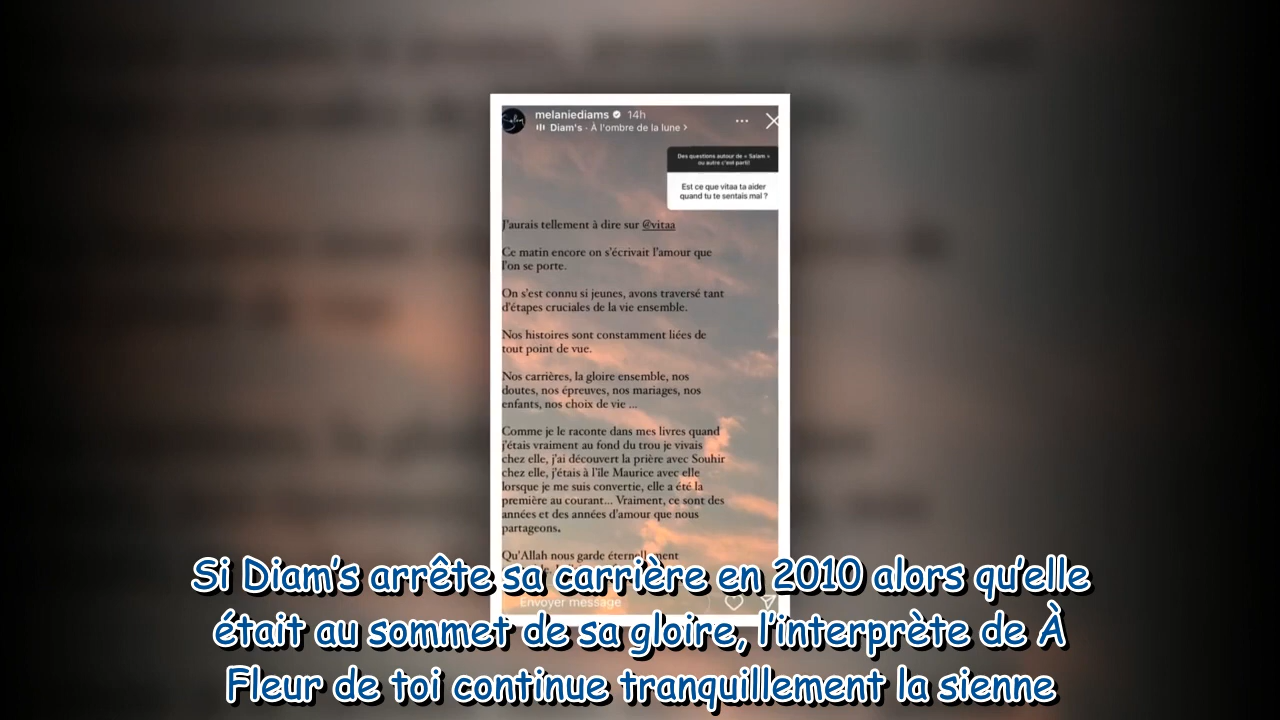 melaniediams 14h
Diam's · À l'ombre de la lune >
Des questions autour de « Salam »
ou autre c'est parti!
Est ce que vitaa ta aider
quand tu te sentais mal ?
J'aurais tellement à dire sur @vitaa
Ce matin encore on s'écrivait l'amour que
l'on se porte.
On s'est connu si jeunes, avons traversé tant
d'étapes cruciales de la vie ensemble.
Nos histoires sont constamment liées de
tout point de vue.
Nos carrières, la gloire ensemble, nos
doutes, nos épreuves, nos mariages, nos
enfants, nos choix de vie ...
Comme je le raconte dans mes livres quand
j'étais vraiment au fond du trou je vivais
chez elle, j'ai découvert la prière avec Souhir
chez elle, j'étais à l'île Maurice avec elle
lorsque je me suis convertie, elle a été la
première au courant... Vraiment, ce sont des
années et des années d'amour que nous
partageons.
Qu'Allah nous garde éternellement
Envoyer message
Si Diam's arrête sa carrière en 2010 alors qu'elle
était au sommet de sa gloire, l'interprète de À
Fleur de toi continue tranquillement la sienne